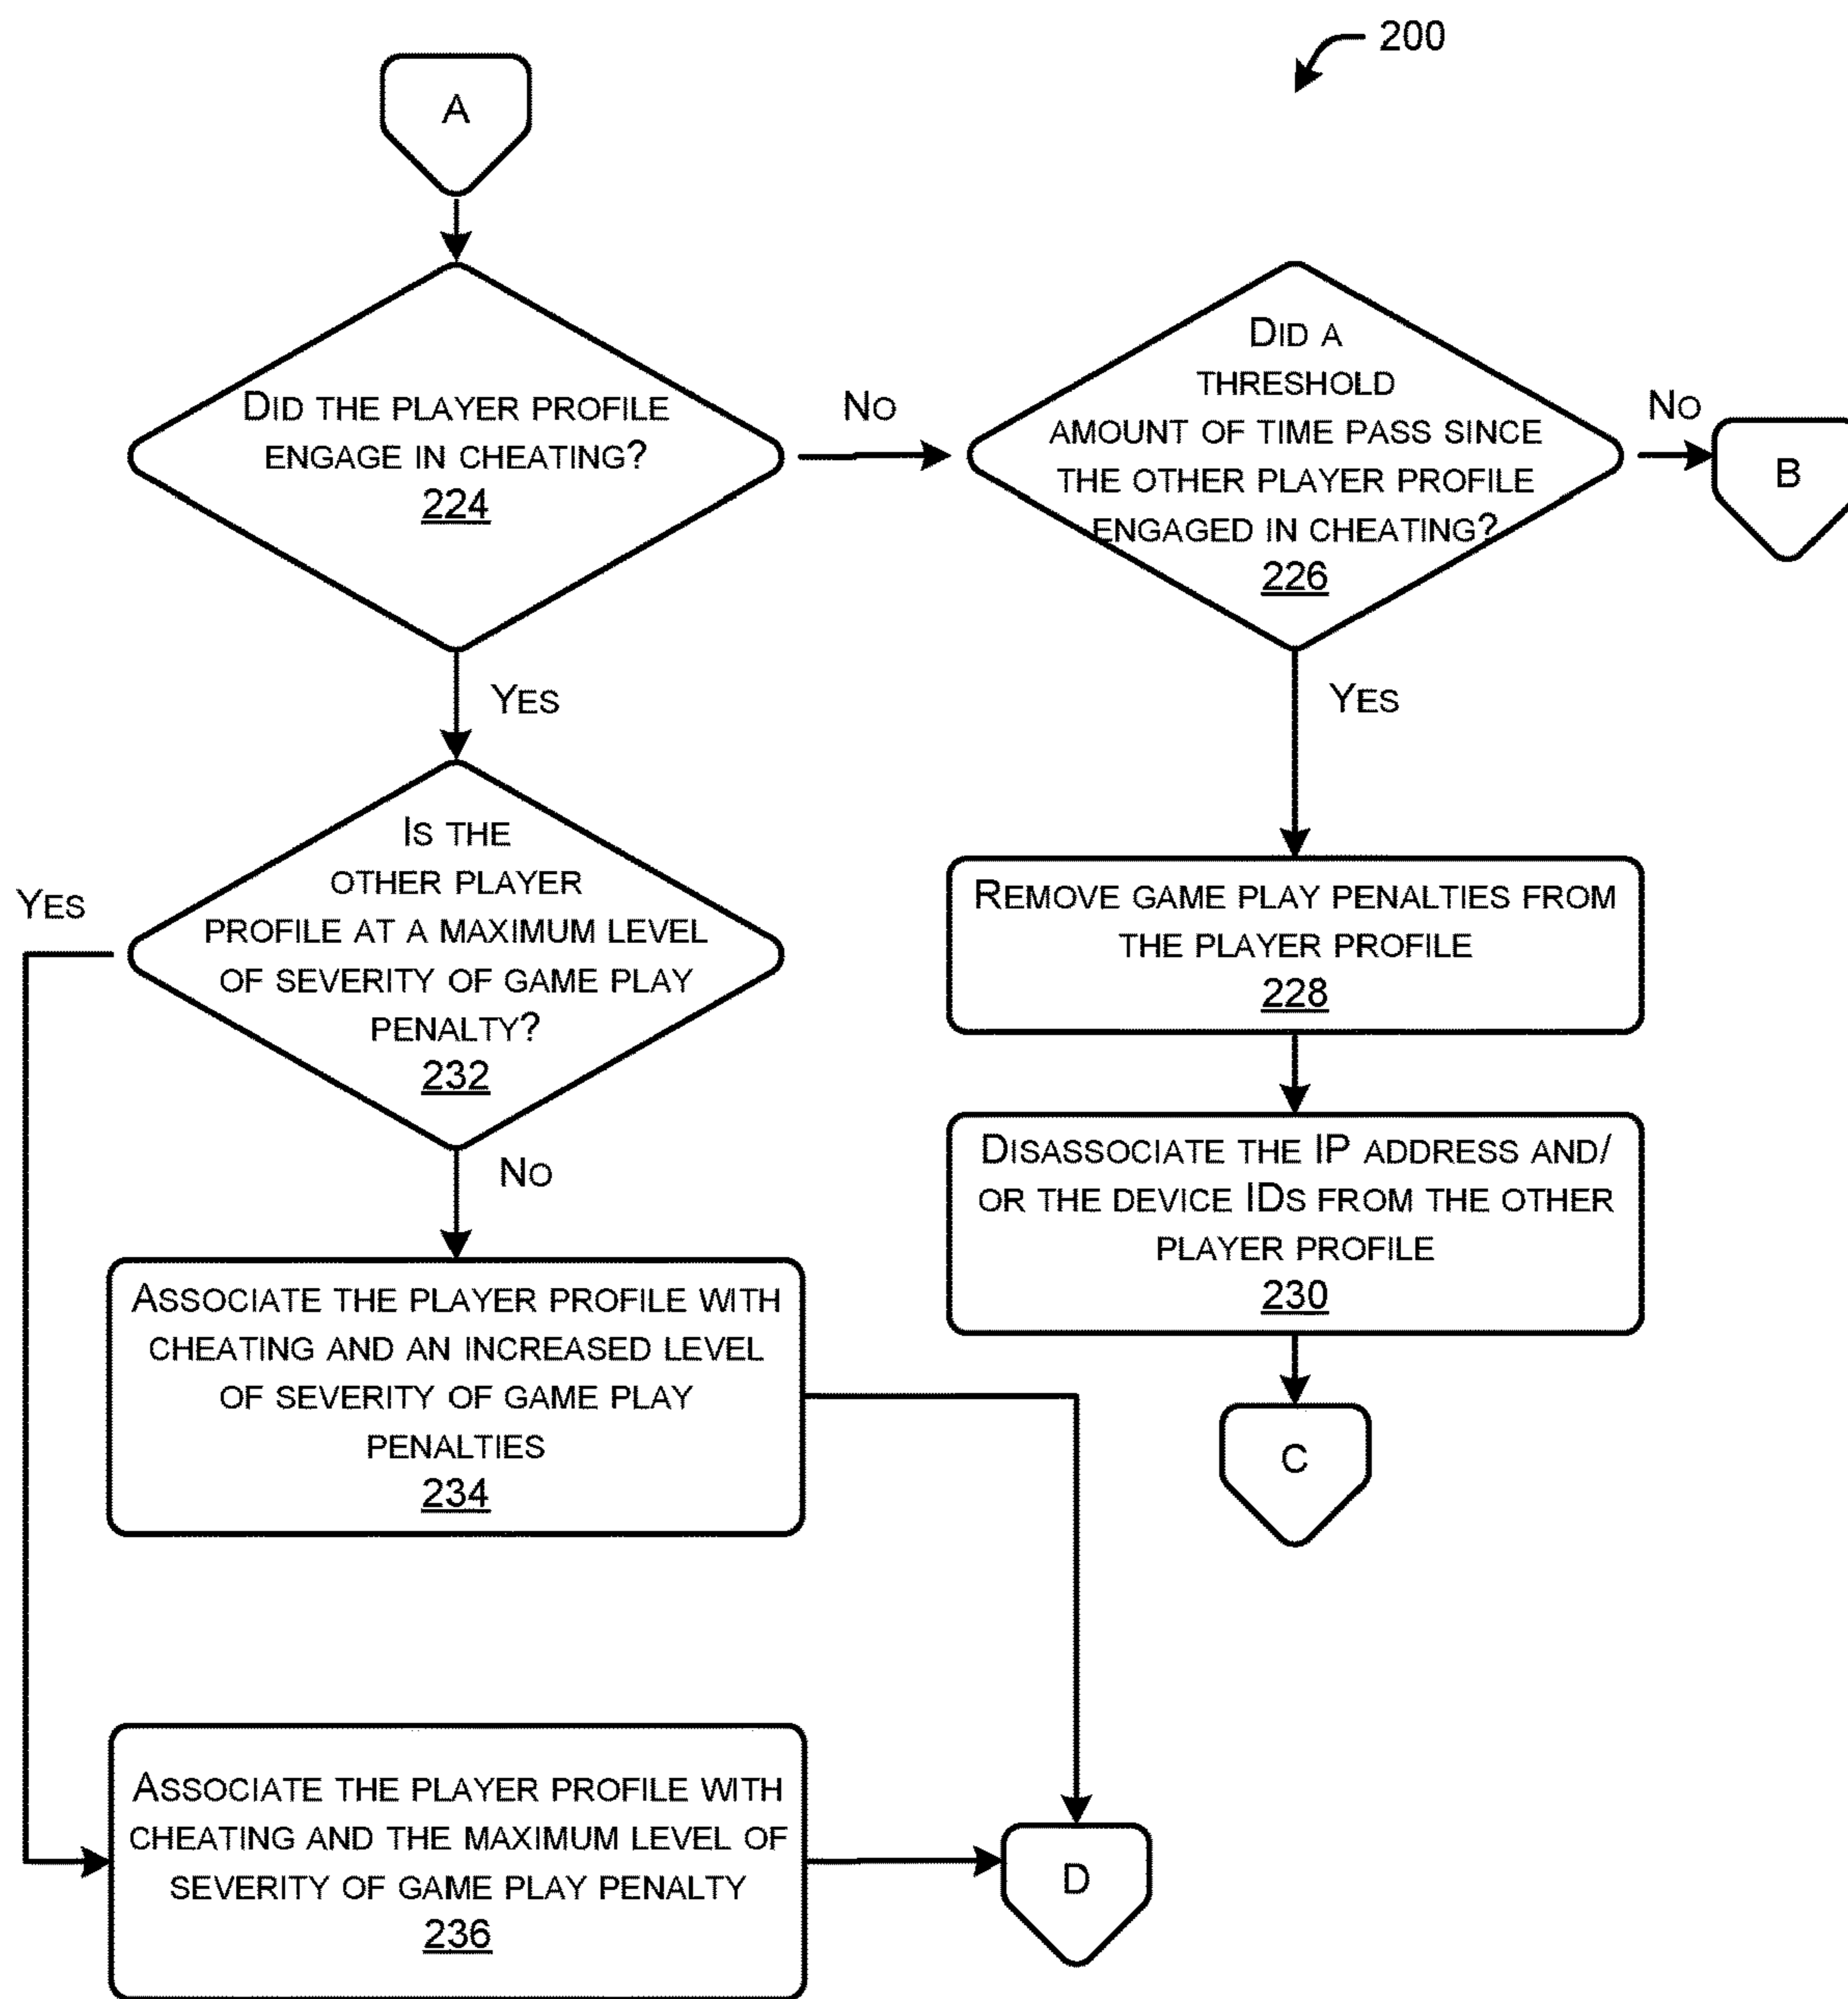 200
A
DID THE PLAYER PROFILE
ENGAGE IN CHEATING?
224
NO
DID A
THRESHOLD
AMOUNT OF TIME PASS SINCE
THE OTHER PLAYER PROFILE
ENGAGED IN CHEATING?
226
NO
B
YES
YES
IS THE
OTHER PLAYER
PROFILE AT A MAXIMUM LEVEL
OF SEVERITY OF GAME PLAY
PENALTY?
232
YES
NO
REMOVE GAME PLAY PENALTIES FROM
THE PLAYER PROFILE
228
DISASSOCIATE THE IP ADDRESS AND/
OR THE DEVICE IDS FROM THE OTHER
PLAYER PROFILE
230
C
ASSOCIATE THE PLAYER PROFILE WITH
CHEATING AND AN INCREASED LEVEL
OF SEVERITY OF GAME PLAY
PENALTIES
234
ASSOCIATE THE PLAYER PROFILE WITH
CHEATING AND THE MAXIMUM LEVEL OF
SEVERITY OF GAME PLAY PENALTY
236
D